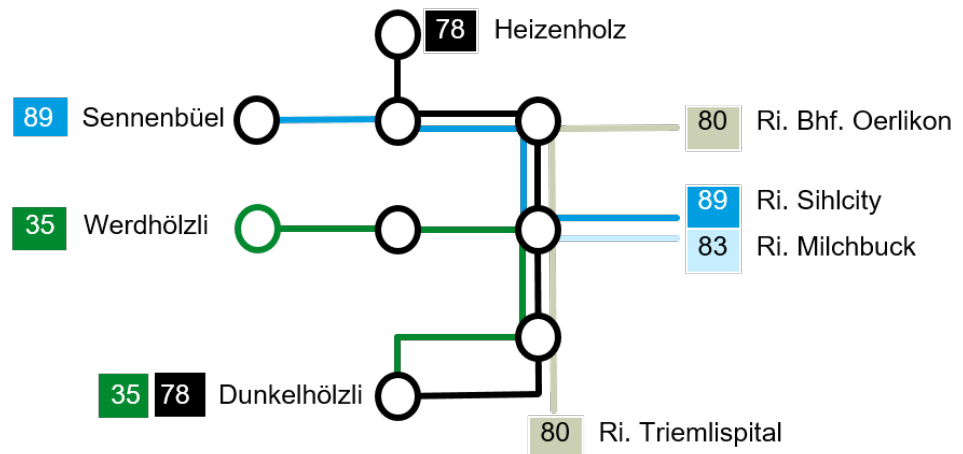 78 Heizenholz
89 Sennenbüel
80 Ri. Bhf. Oerlikon
89 Ri. Sihlcity
35 Werdhölzli
83 Ri. Milchbuck
35 78 Dunkelhölzli
80 Ri. Triemlispital